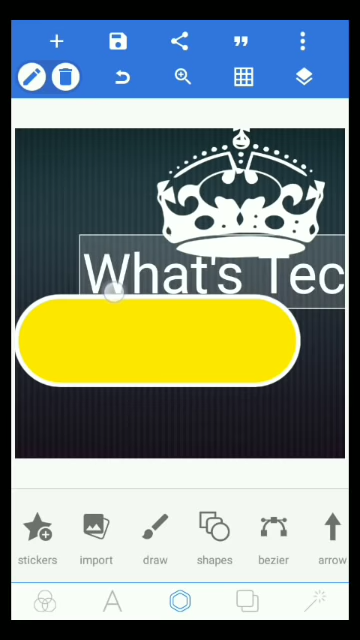 What's Tec
stickers
import
draw
shapes
bezier
arrow